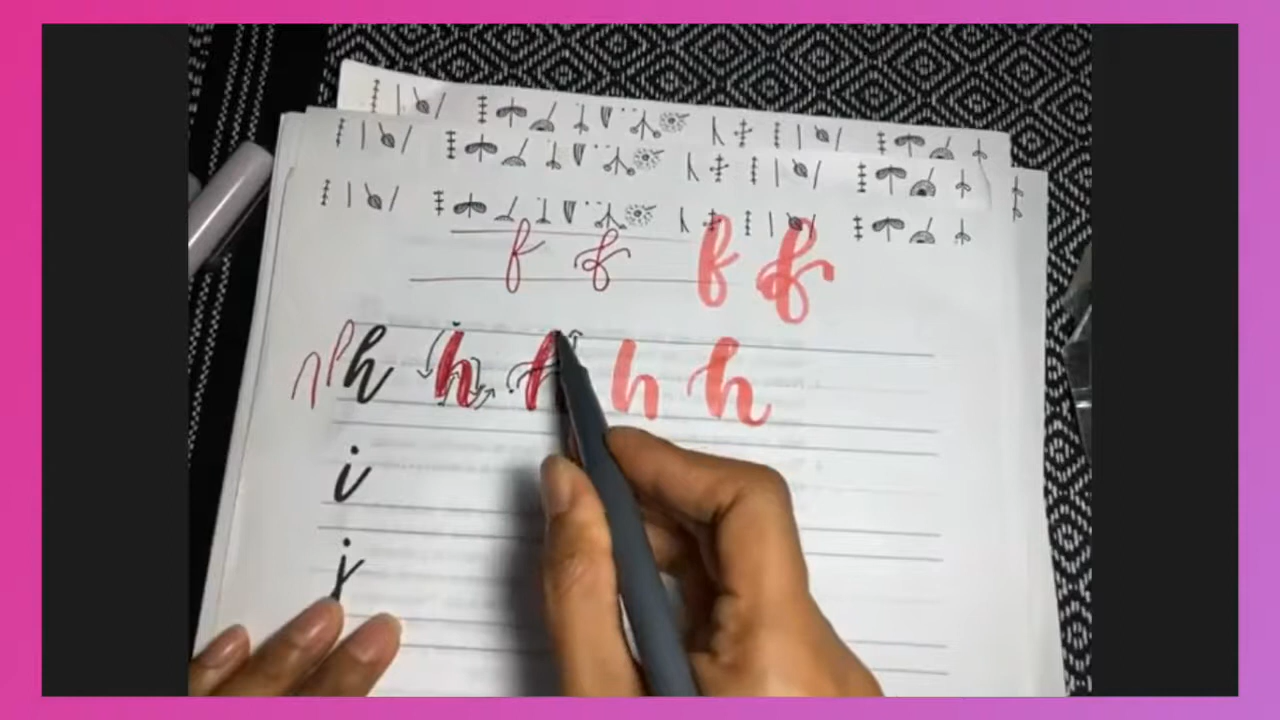 f f f f
h h h h h
i
j